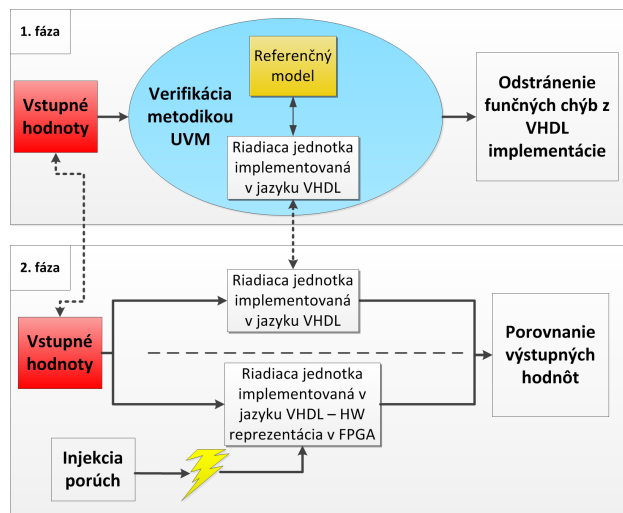 1. fáza
Vstupné
hodnoty
Verifikácia
metodikou
UVM
Referenčný
model
Riadiaca jednotka
implementovaná
v jazyku VHDL
Odstránenie
funčných chýb z
VHDL
implementácie
2. fáza
Vstupné
hodnoty
Riadiaca jednotka
implementovaná
v jazyku VHDL
Riadiaca jednotka
implementovaná v
jazyku VHDL – HW
reprezentácia v FPGA
Porovnanie
výstupných
hodnôt
Injekcia
porúch